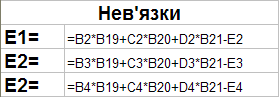 Нев'язки
E1= =B2*B19+C2*B20+D2*B21-E2
E2= =B3*B19+C3*B20+D3*B21-E3
E2= =B4*B19+C4*B20+D4*B21-E4